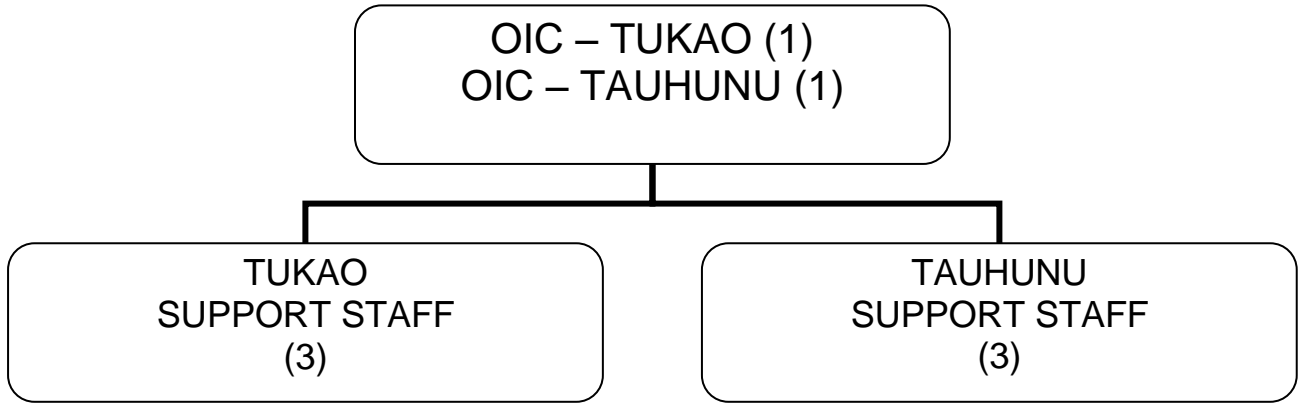 OIC – TUKAO (1)
OIC – TAUHUNU (1)
TUKAO
SUPPORT STAFF
(3)
TAUHUNU
SUPPORT STAFF
(3)